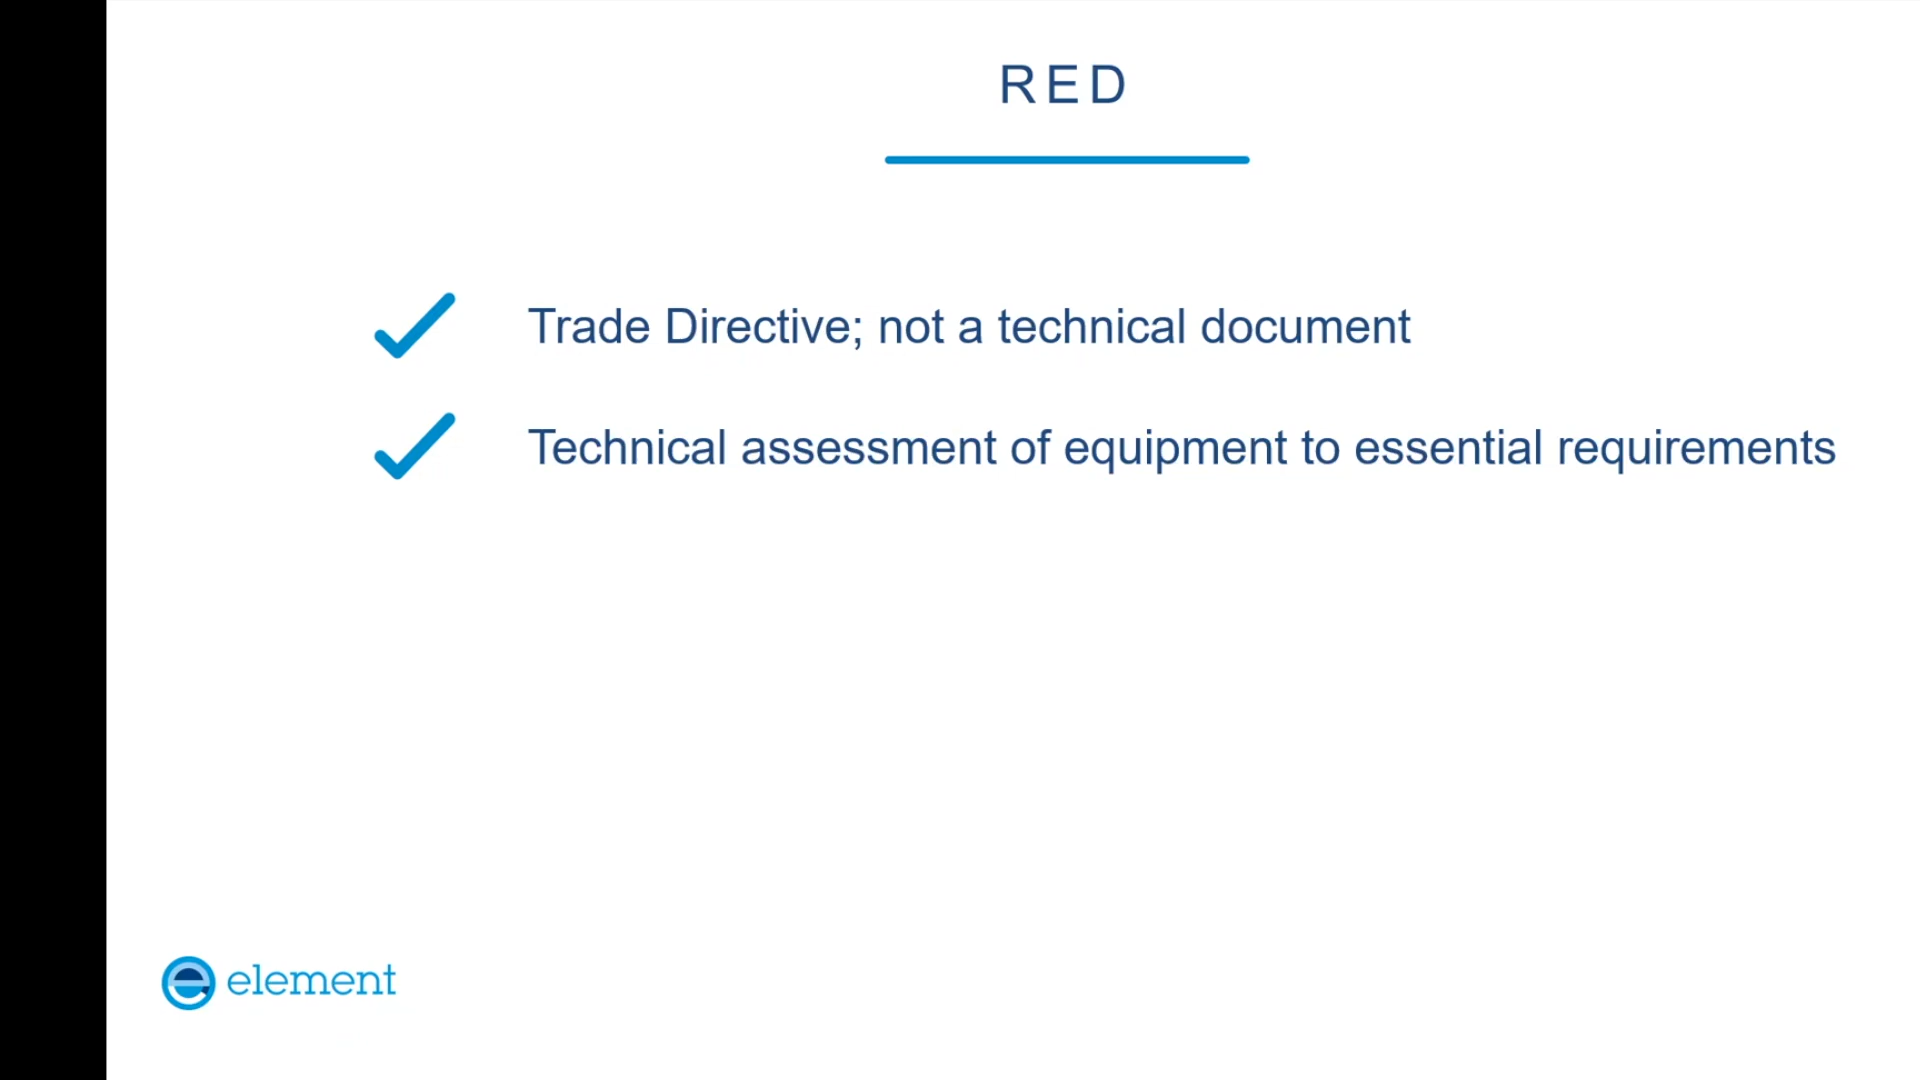 RED
Trade Directive; not a technical document
Technical assessment of equipment to essential requirements
element